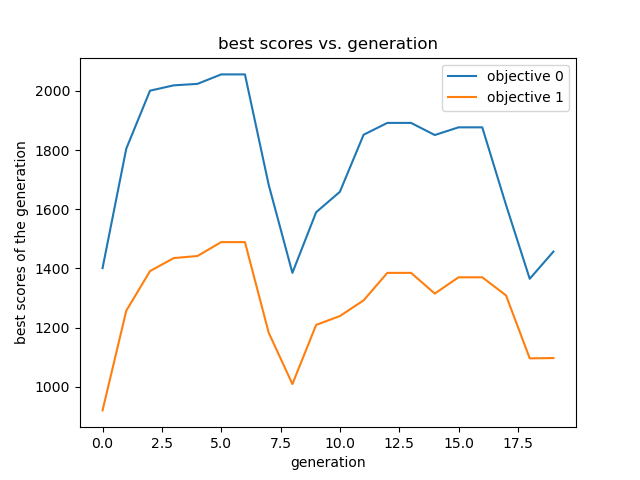 best scores vs. generation
objective 0
objective 1
best scores of the generation
2000
1800
1600
1400
1200
1000
0.0 2.5 5.0 7.5 10.0 12.5 15.0 17.5
generation